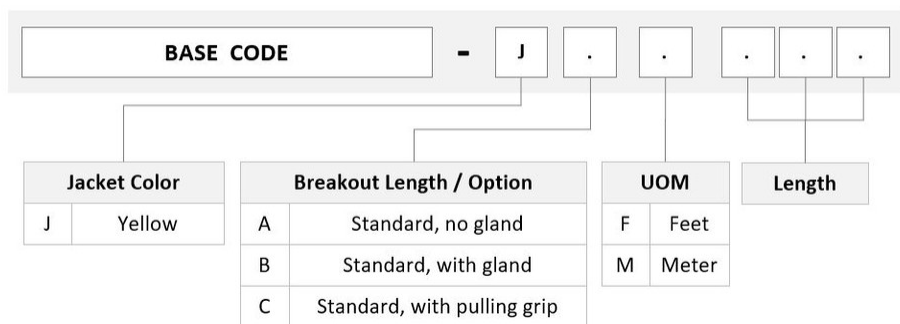 BASE CODE - J . . . . .
Jacket Color
J Yellow
Breakout Length / Option
A Standard, no gland
B Standard, with gland
C Standard, with pulling grip
UOM
F Feet
M Meter
Length